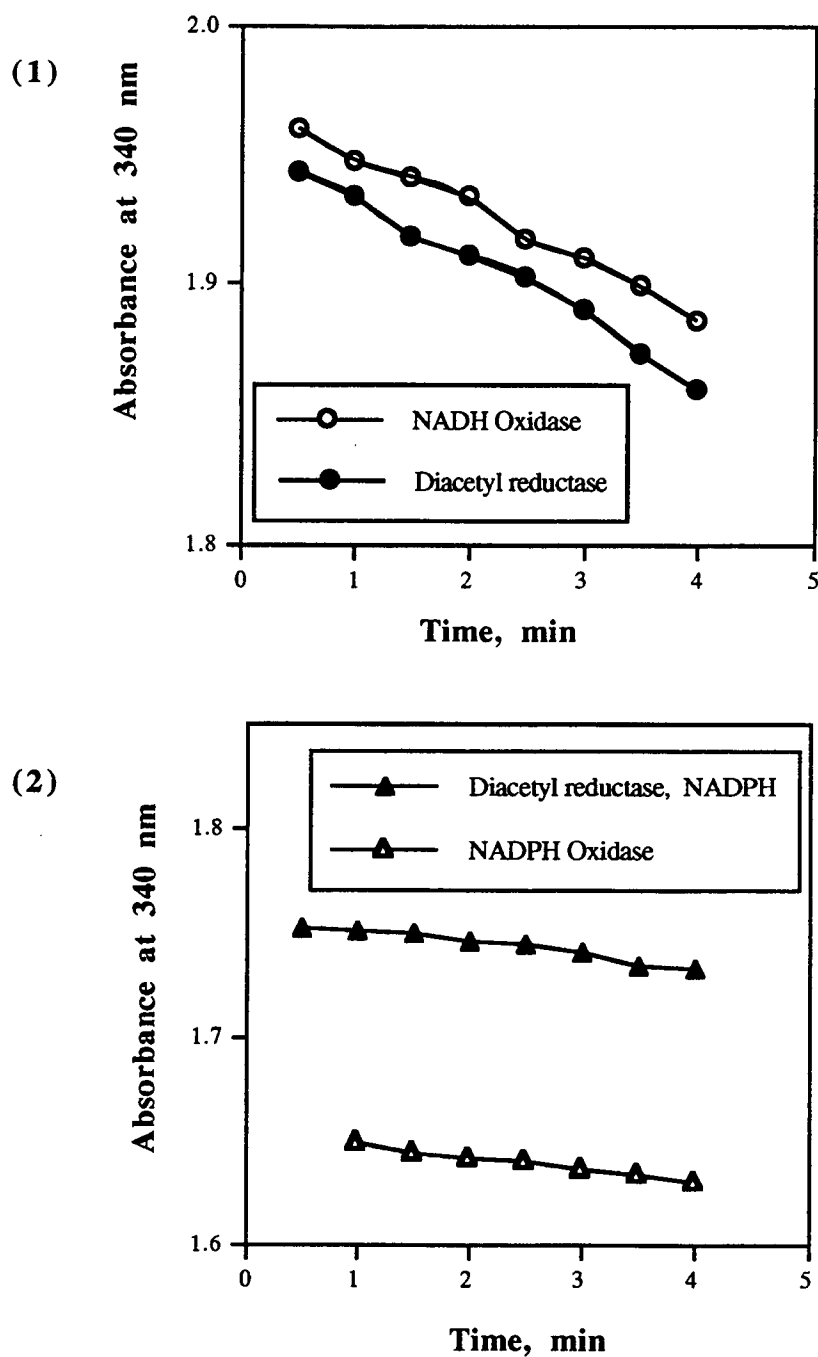 (1)
Absorbance at 340 nm
2.0
1.9
1.8
NADH Oxidase
Diacetyl reductase
0 1 2 3 4 5
Time, min
(2)
Absorbance at 340 nm
1.8
1.7
1.6
Diacetyl reductase, NADPH
NADPH Oxidase
0 1 2 3 4 5
Time, min